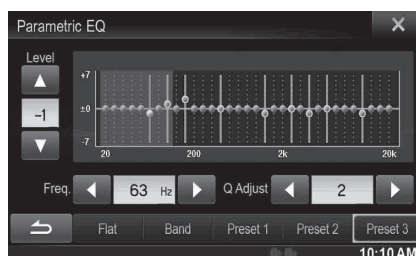 Parametric EQ
Level
+7
-1
±0
-7
20 200 2k 20k
Freq. 63 Hz Q Adjust 2
Flat Band Preset 1 Preset 2 Preset 3
10:10 AM